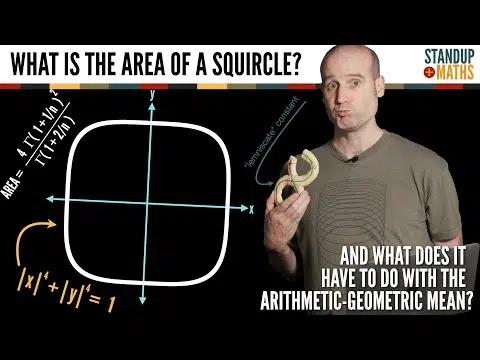 WHAT IS THE AREA OF A SQUIRCLE?
STANDUP
+MATHS
AREA = 4 Γ(1+1/n)² / Γ(1+2/n)
y
x
"lemniscate" constant
|x|⁴ + |y|⁴ = 1
AND WHAT DOES IT
HAVE TO DO WITH THE
ARITHMETIC-GEOMETRIC MEAN?